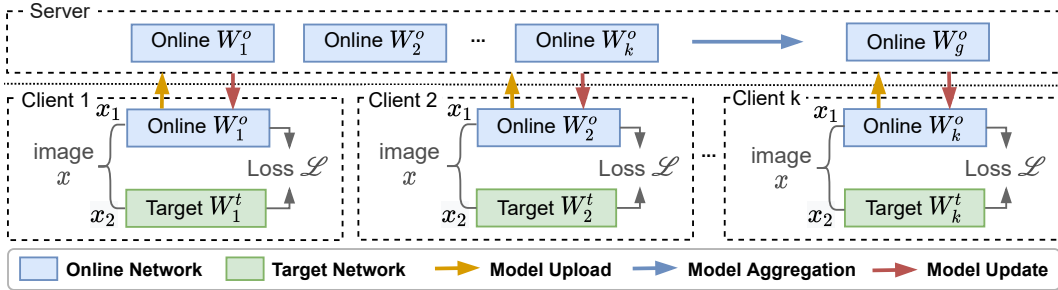 Server
Online W_1^o Online W_2^o ... Online W_k^o Online W_g^o
Client 1
x_1
Online W_1^o
image
x
Loss ℒ
x_2
Target W_1^t
Client 2
x_1
Online W_2^o
image
x
Loss ℒ
x_2
Target W_2^t
...
Client k
x_1
Online W_k^o
image
x
Loss ℒ
x_2
Target W_k^t
Online Network Target Network Model Upload Model Aggregation Model Update